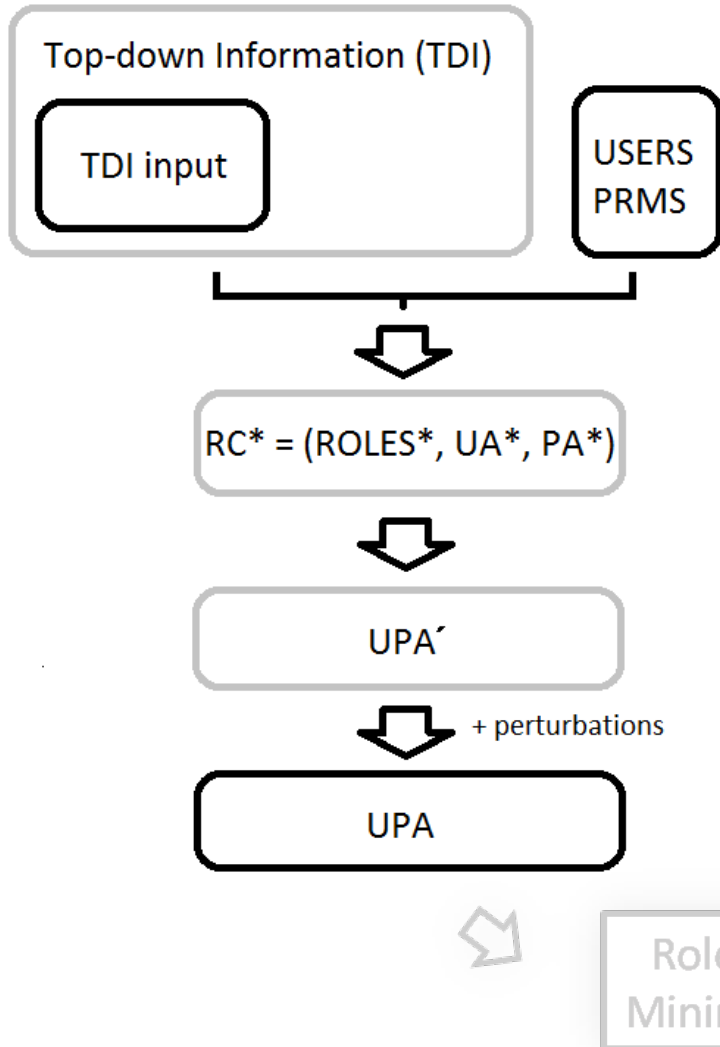 Top-down Information (TDI)
TDI input
USERS
PRMS
RC* = (ROLES*, UA*, PA*)
UPA´
+ perturbations
UPA